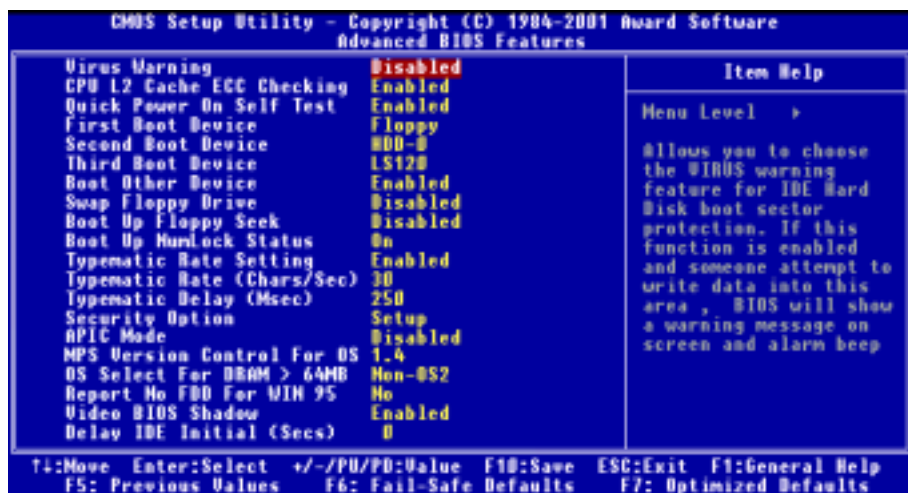 CMOS Setup Utility - Copyright (C) 1984-2001 Award Software
Advanced BIOS Features
Virus Warning Disabled
CPU L2 Cache ECC Checking Enabled
Quick Power On Self Test Enabled
First Boot Device Floppy
Second Boot Device HDD-0
Third Boot Device LS120
Boot Other Device Enabled
Swap Floppy Drive Disabled
Boot Up Floppy Seek Disabled
Boot Up NumLock Status On
Typematic Rate Setting Enabled
Typematic Rate (Chars/Sec) 30
Typematic Delay (Msec) 250
Security Option Setup
APIC Mode Disabled
MPS Version Control For OS 1.4
OS Select For DRAM > 64MB Non-OS2
Report No FDD For WIN 95 No
Video BIOS Shadow Enabled
Delay IDE Initial (Secs) 0
Item Help
Menu Level ▸
Allows you to choose
the VIRUS warning
feature for IDE Hard
Disk boot sector
protection. If this
function is enabled
and someone attempt to
write data into this
area , BIOS will show
a warning message on
screen and alarm beep
↑↓:Move Enter:Select +/-/PU/PD:Value F10:Save ESC:Exit F1:General Help
F5: Previous Values F6: Fail-Safe Defaults F7: Optimized Defaults